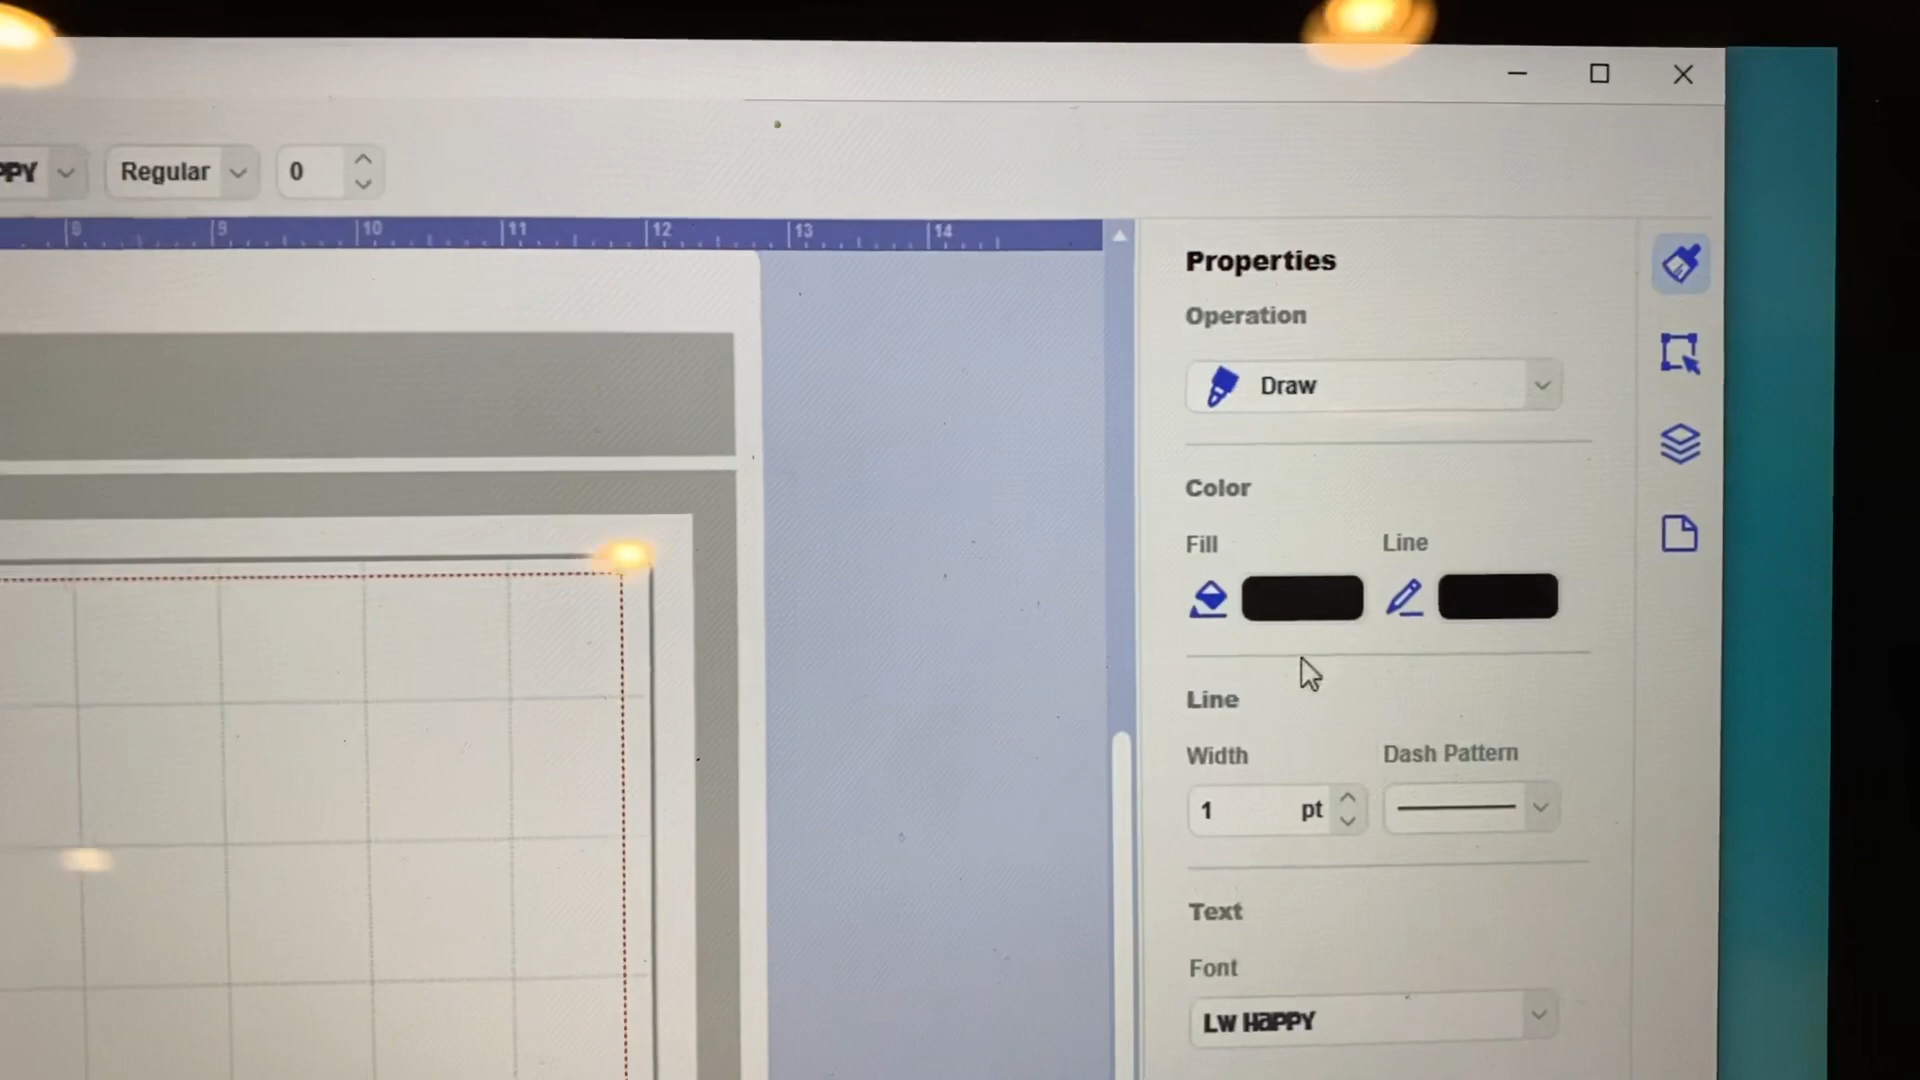 PPY Regular 0
8 9 10 11 12 13 14
Properties
Operation
Draw
Color
Fill Line
Line
Width Dash Pattern
1 pt
Text
Font
LW HaPPY